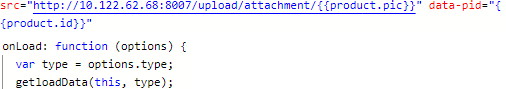 src="http://10.122.62.68:8007/upload/attachment/{{product.pic}}" data-pid="{
{product.id}}"
onLoad: function (options) {
var type = options.type;
getloadData(this, type);